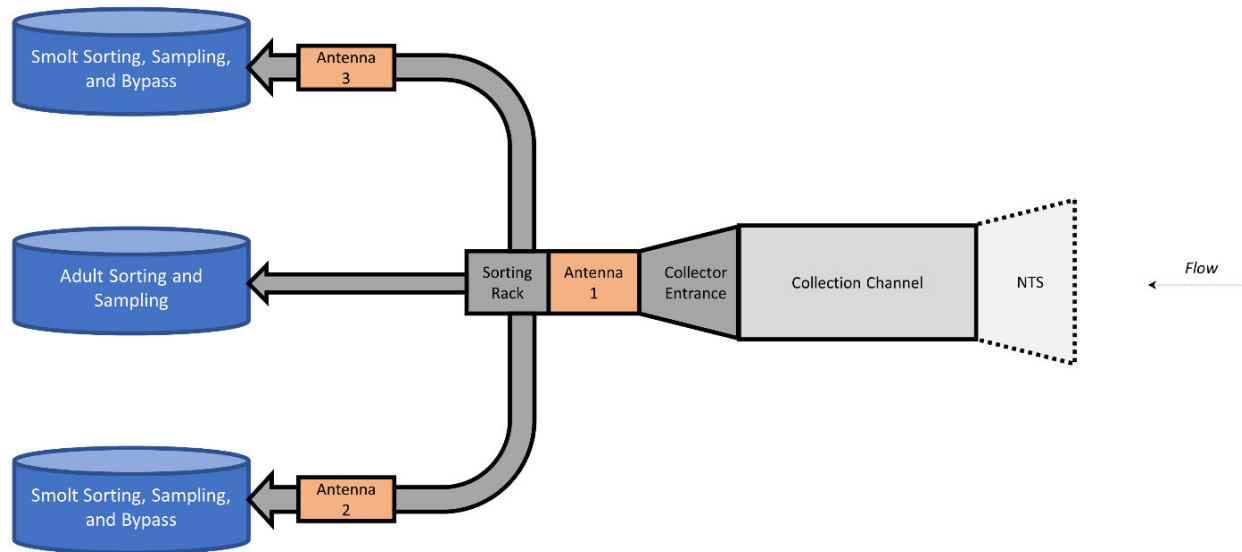 Smolt Sorting, Sampling,
and Bypass
Antenna
3
Adult Sorting and
Sampling
Sorting
Rack
Antenna
1
Collector
Entrance
Collection Channel
NTS
Flow
Smolt Sorting, Sampling,
and Bypass
Antenna
2